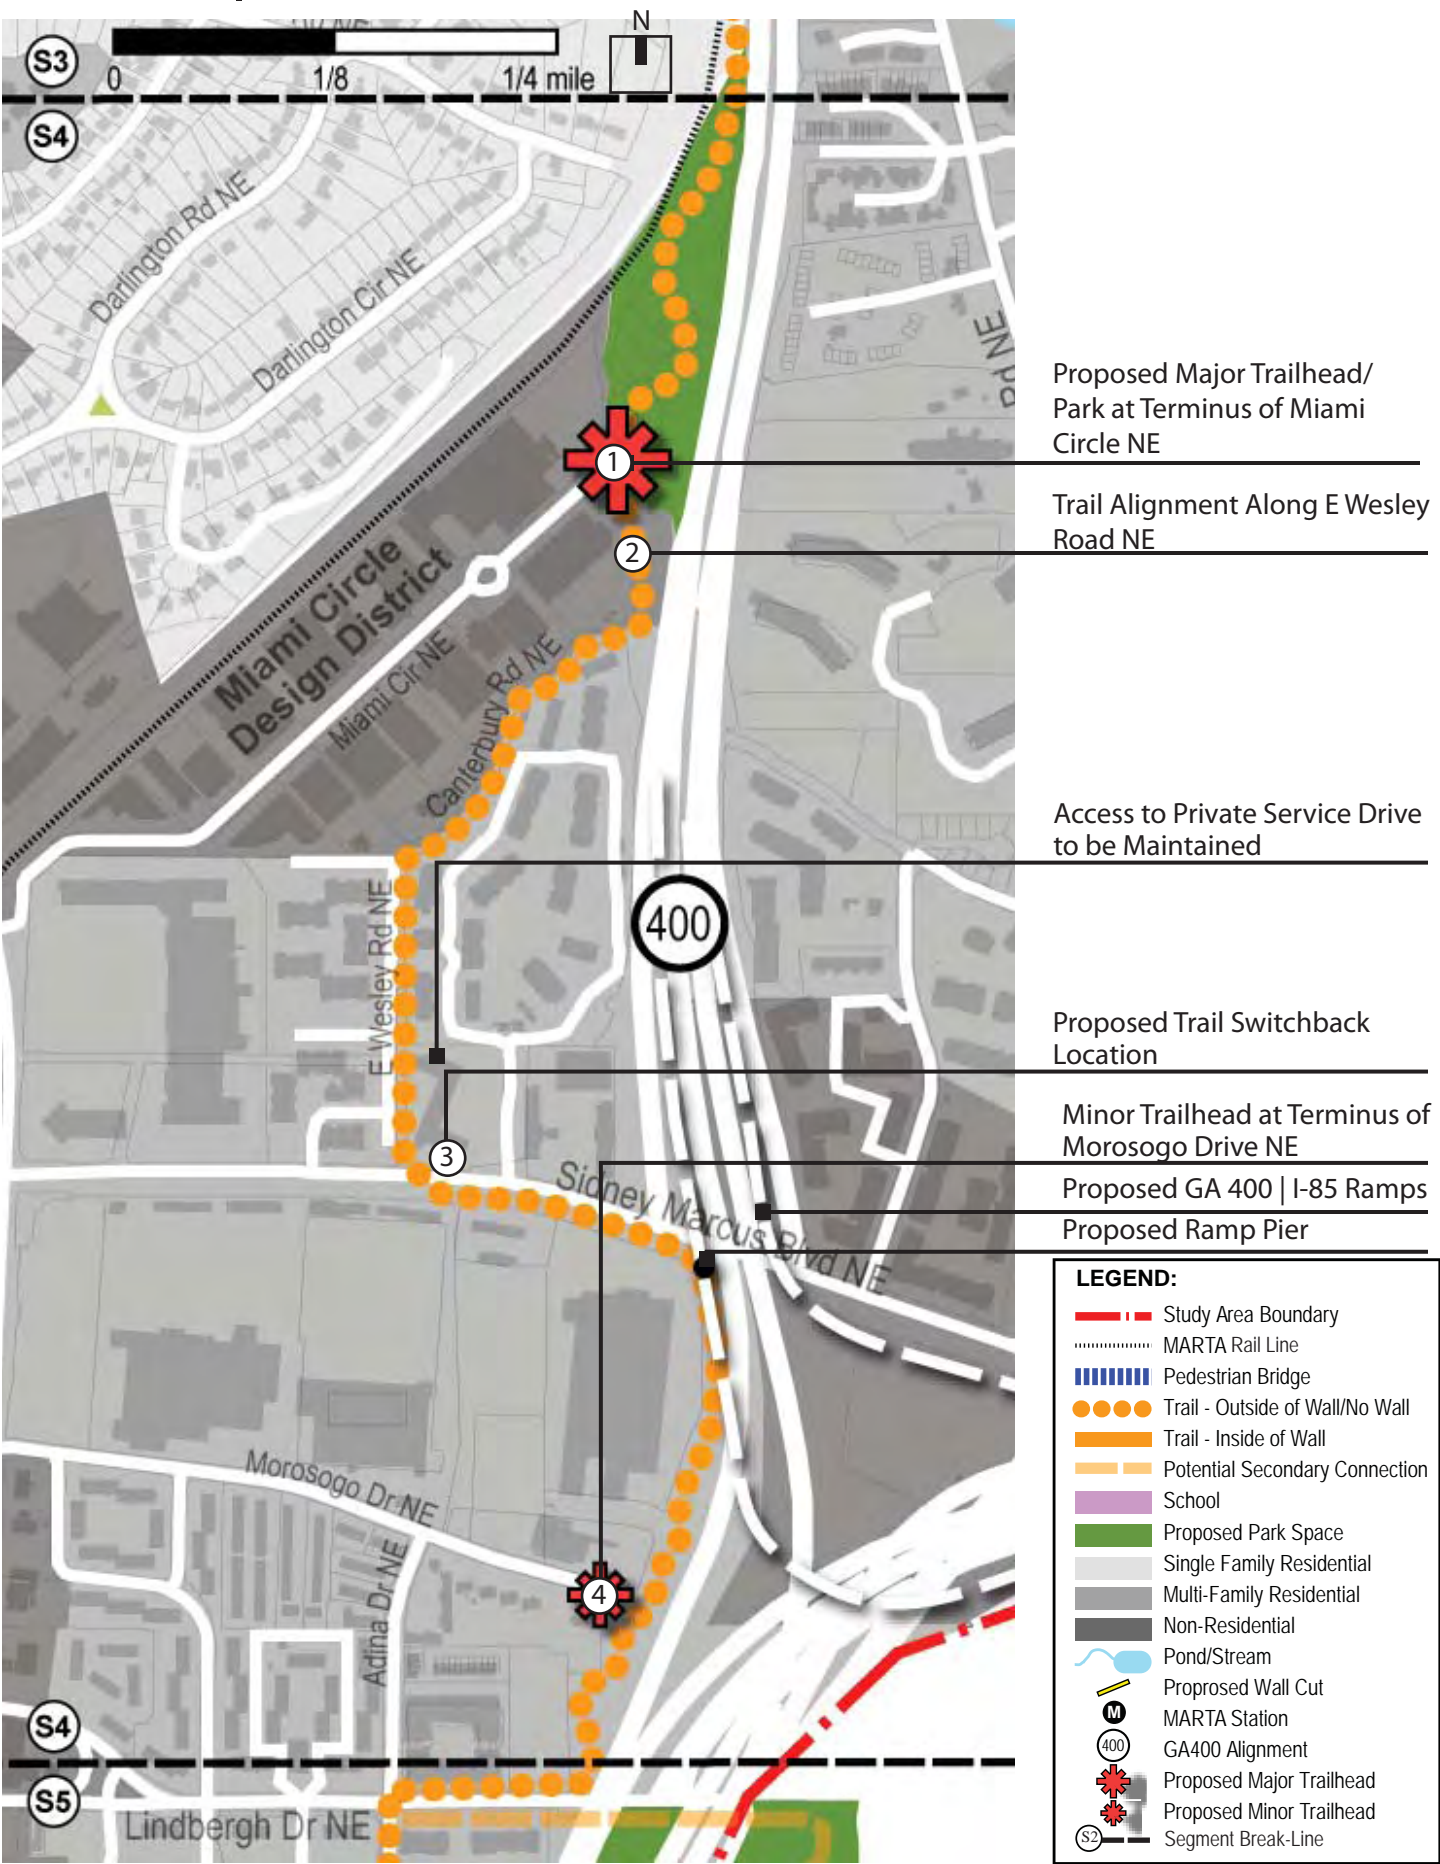 N
S3
0
1/8
1/4 mile
S4
Darlington Rd NE
Darlington Cir NE
Rd NE
1
Proposed Major Trailhead/
Park at Terminus of Miami
Circle NE
2
Trail Alignment Along E Wesley
Road NE
Miami Circle
Design District
Miami Cir NE
Canterbury Rd NE
Access to Private Service Drive
to be Maintained
400
E Wesley Rd NE
Proposed Trail Switchback
Location
3
Minor Trailhead at Terminus of
Morosogo Drive NE
Sidney Marcus Blvd NE
Proposed GA 400 | I-85 Ramps
Proposed Ramp Pier
Morosogo Dr NE
Adina Dr NE
4
S4
S5
Lindbergh Dr NE
LEGEND:
Study Area Boundary
MARTA Rail Line
Pedestrian Bridge
Trail - Outside of Wall/No Wall
Trail - Inside of Wall
Potential Secondary Connection
School
Proposed Park Space
Single Family Residential
Multi-Family Residential
Non-Residential
Pond/Stream
Proprosed Wall Cut
M MARTA Station
400 GA400 Alignment
Proposed Major Trailhead
Proposed Minor Trailhead
S2 Segment Break-Line